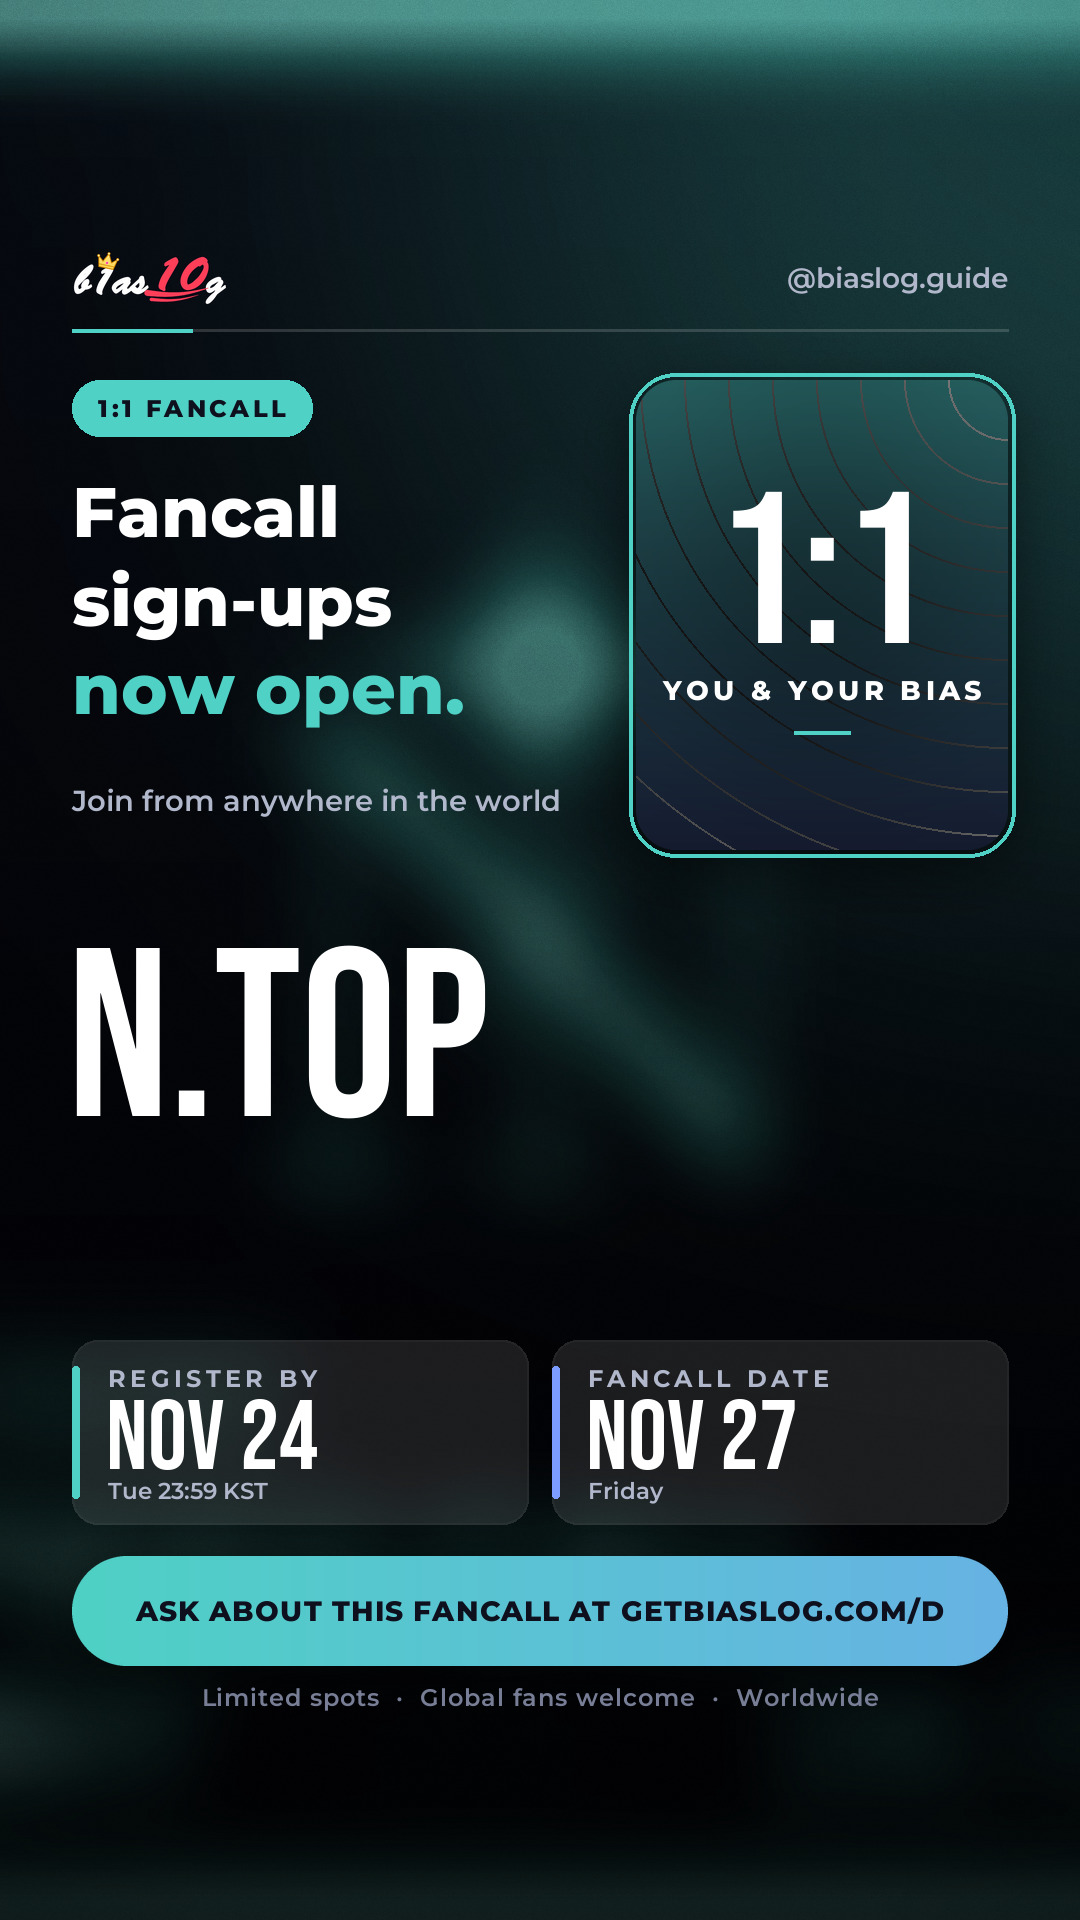 b1as10g
@biaslog.guide
1:1 FANCALL
Fancall
sign-ups
now open.
Join from anywhere in the world
1:1
YOU & YOUR BIAS
N.TOP
REGISTER BY
NOV 24
Tue 23:59 KST
FANCALL DATE
NOV 27
Friday
ASK ABOUT THIS FANCALL AT GETBIASLOG.COM/D
Limited spots · Global fans welcome · Worldwide